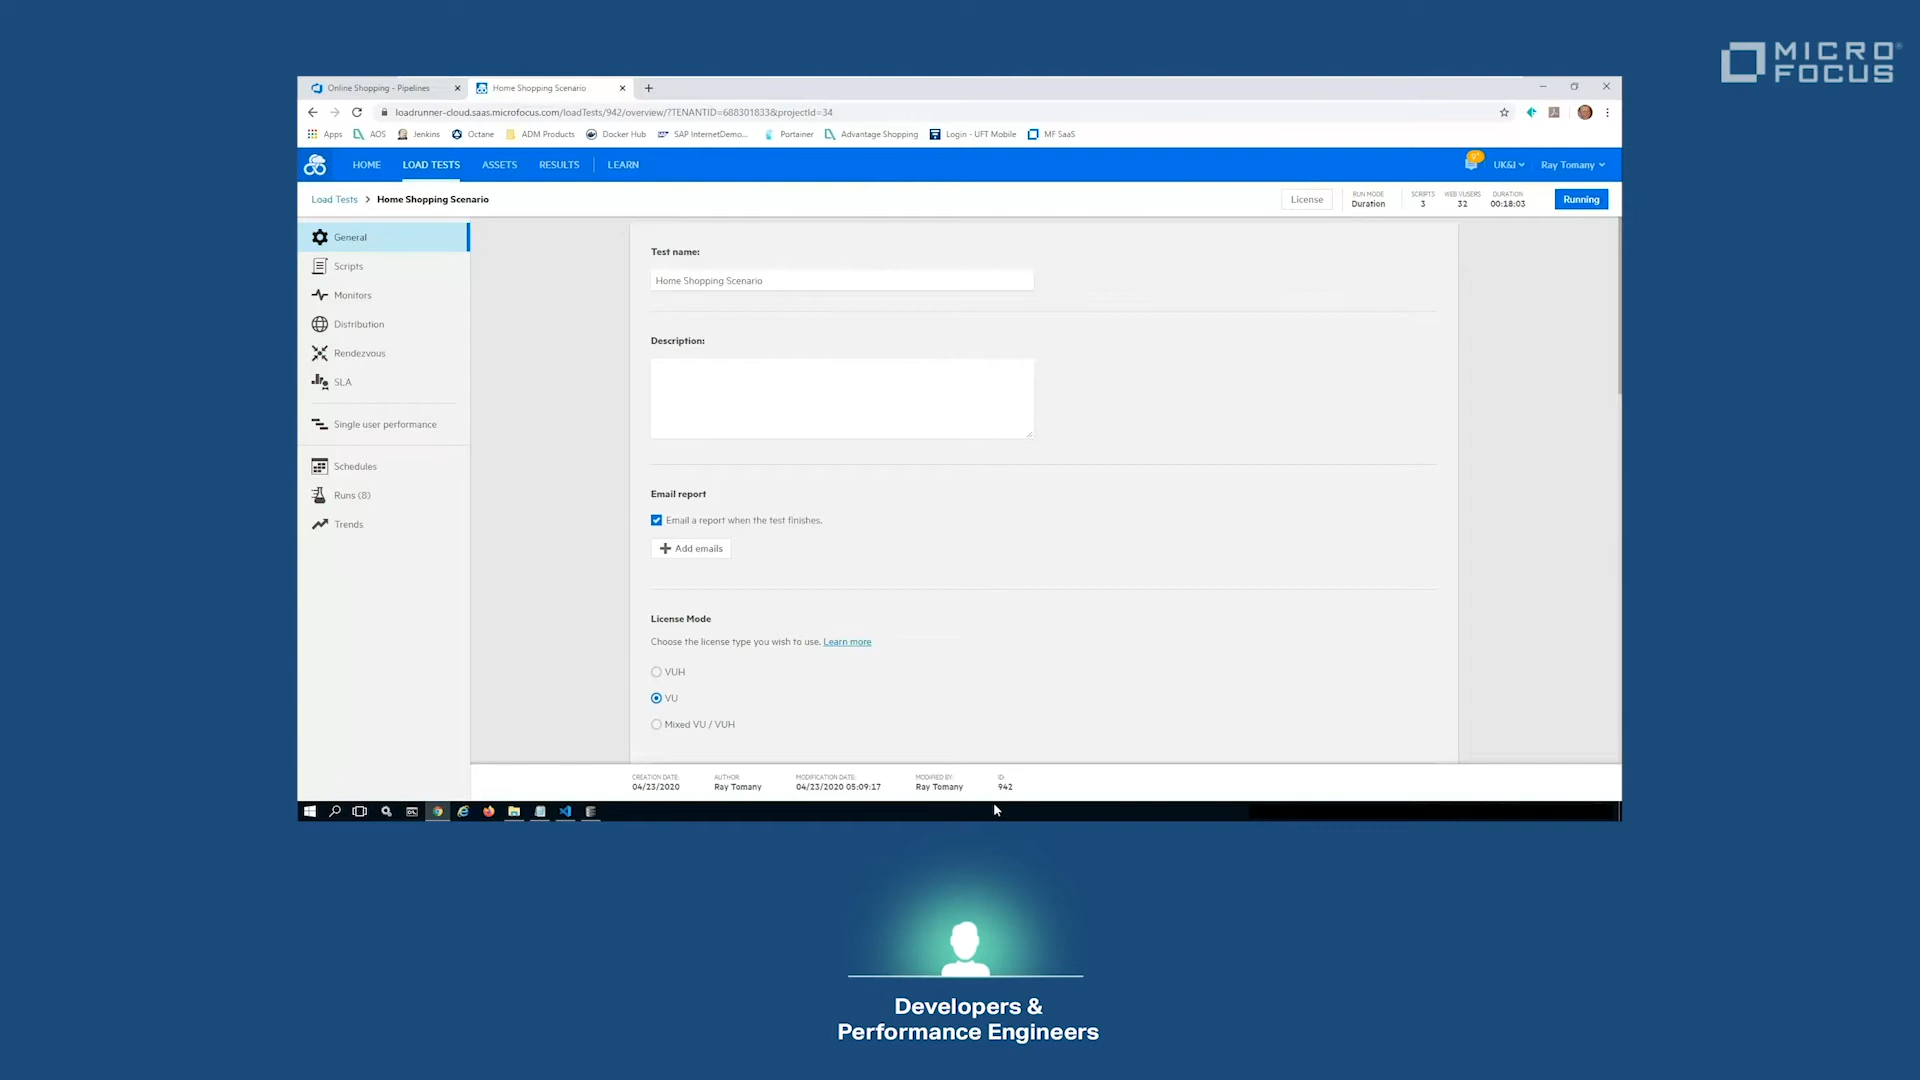 MICRO
FOCUS
Online Shopping - Pipelines
Home Shopping Scenario
loadrunner-cloud.saas.microfocus.com/loadTests/942/overview/?TENANTID=688301833&projectId=34
Apps AOS Jenkins Octane ADM Products Docker Hub SAP InternetDemo... Portainer Advantage Shopping Login - UFT Mobile MF SaaS
HOME LOAD TESTS ASSETS RESULTS LEARN
UK&I Ray Tomany
Load Tests > Home Shopping Scenario
License
RUN MODE
Duration
SCRIPTS
3
WEB VUSERS
32
DURATION
00:18:03
Running
General
Scripts
Monitors
Distribution
Rendezvous
SLA
Single user performance
Schedules
Runs (8)
Trends
Test name:
Home Shopping Scenario
Description:
Email report
Email a report when the test finishes.
Add emails
License Mode
Choose the license type you wish to use. Learn more
VUH
VU
Mixed VU / VUH
CREATION DATE:
04/23/2020
AUTHOR:
Ray Tomany
MODIFICATION DATE:
04/23/2020 05:09:17
MODIFIED BY:
Ray Tomany
ID:
942
Developers &
Performance Engineers